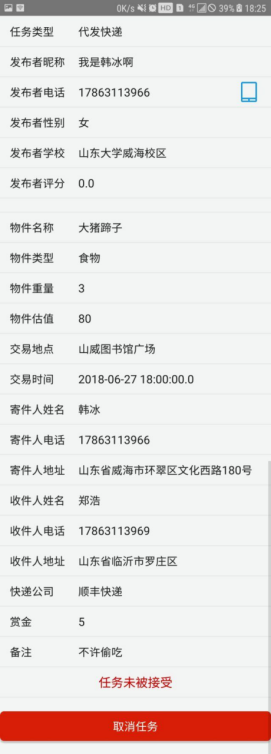 0K/s HD 39% 18:25
任务类型 代发快递
发布者昵称 我是韩冰啊
发布者电话 17863113966
发布者性别 女
发布者学校 山东大学威海校区
发布者评分 0.0
物件名称 大猪蹄子
物件类型 食物
物件重量 3
物件估值 80
交易地点 山威图书馆广场
交易时间 2018-06-27 18:00:00.0
寄件人姓名 韩冰
寄件人电话 17863113966
寄件人地址 山东省威海市环翠区文化西路180号
收件人姓名 郑浩
收件人电话 17863113969
收件人地址 山东省临沂市罗庄区
快递公司 顺丰快递
赏金 5
备注 不许偷吃
任务未被接受
取消任务